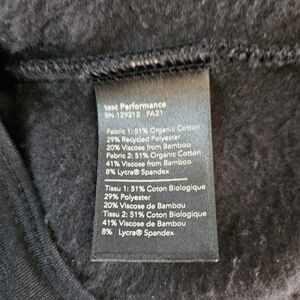 tasc Performance
RN 129212 FA21
Fabric 1: 51% Organic Cotton
29% Recycled Polyester
20% Viscose from Bamboo
Fabric 2: 51% Organic Cotton
41% Viscose from Bamboo
8% Lycra® Spandex
Tissu 1: 51% Coton Biologique
29% Polyester
20% Viscose de Bambou
Tissu 2: 51% Coton Biologique
41% Viscose de Bambou
8% Lycra® Spandex